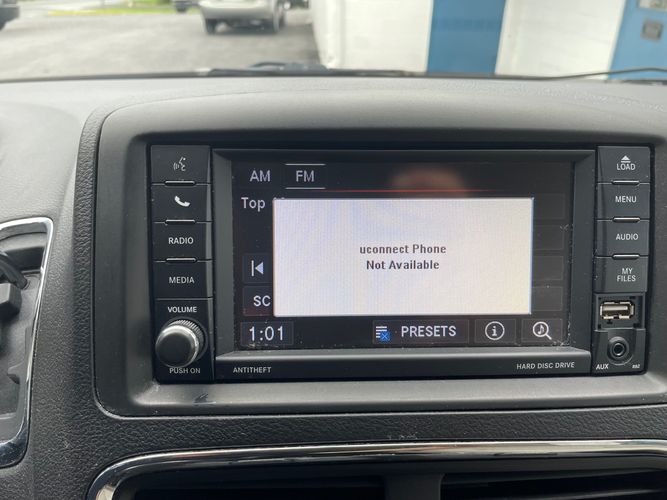 AM FM
LOAD
MENU
Top
RADIO
uconnect Phone
Not Available
AUDIO
MEDIA
MY
FILES
VOLUME
SC
1:01
PRESETS
i
PUSH ON
ANTITHEFT
HARD DISC DRIVE
AUX